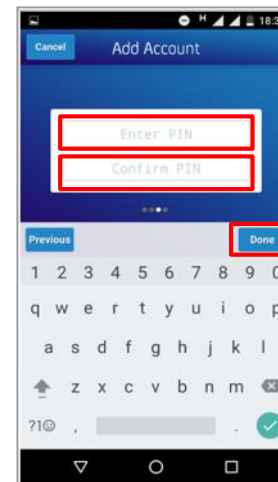 H 18:3
Cancel Add Account
Enter PIN
Confirm PIN
Previous Done
1 2 3 4 5 6 7 8 9 0
q w e r t y u i o p
a s d f g h j k l
z x c v b n m
?1☺ , .